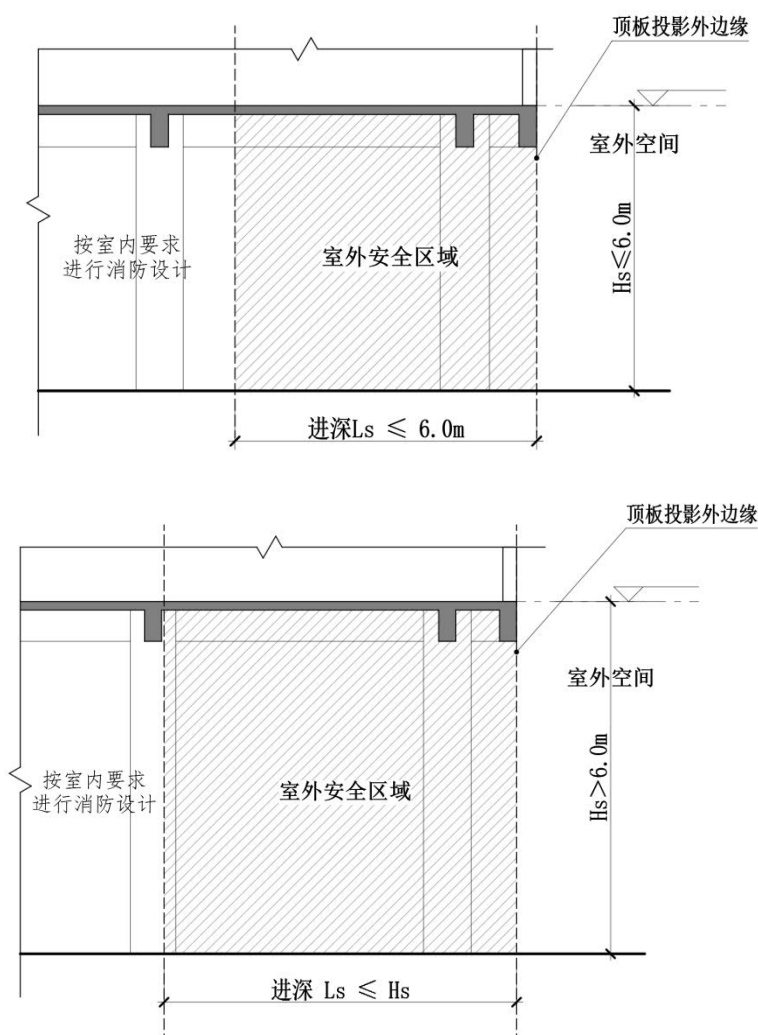 顶板投影外边缘
室外空间
按室内要求
进行消防设计
室外安全区域
Hs≤6.0m
进深Ls ≤ 6.0m
顶板投影外边缘
室外空间
按室内要求
进行消防设计
室外安全区域
Hs>6.0m
进深 Ls ≤ Hs